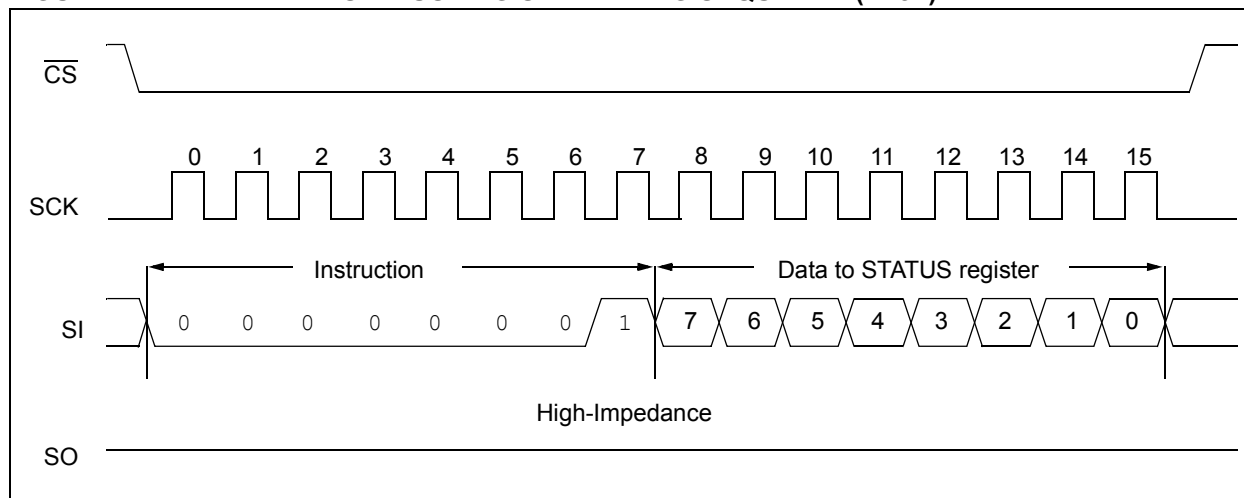 CS
0 1 2 3 4 5 6 7 8 9 10 11 12 13 14 15
SCK
Instruction Data to STATUS register
SI 0 0 0 0 0 0 0 1 7 6 5 4 3 2 1 0
High-Impedance
SO